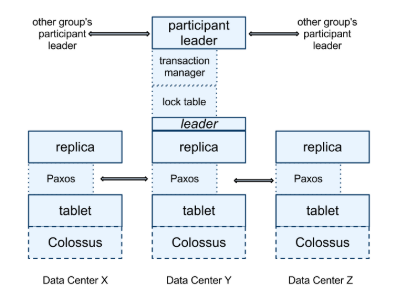 other group's
participant
leader
participant
leader
other group's
participant
leader
transaction
manager
lock table
leader
replica
replica
replica
Paxos
Paxos
Paxos
tablet
tablet
tablet
Colossus
Colossus
Colossus
Data Center X
Data Center Y
Data Center Z